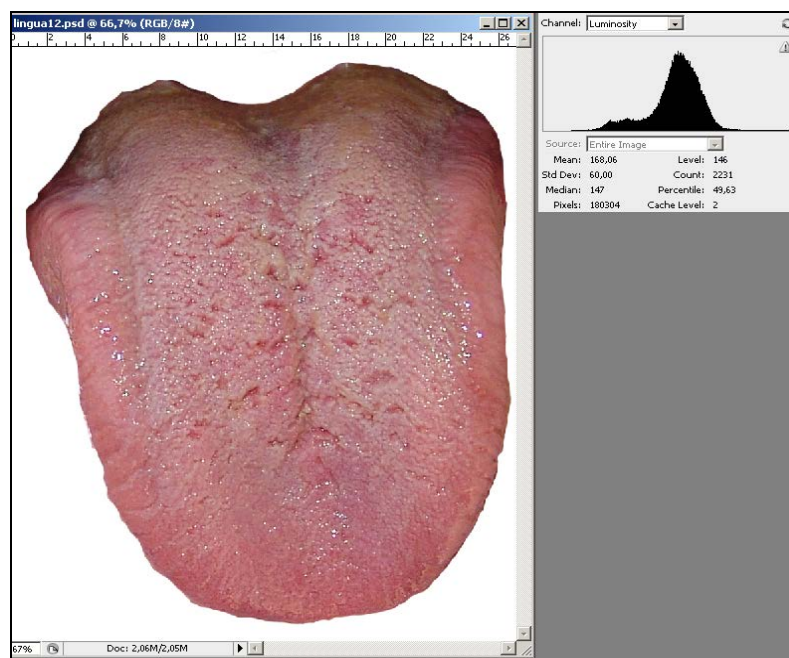 lingua12.psd @ 66,7% (RGB/8#)
0 2 4 6 8 10 12 14 16 18 20 22 24 26
67% Doc: 2,06M/2,05M
Channel: Luminosity
Source: Entire Image
Mean: 168,06 Level: 146
Std Dev: 60,00 Count: 2231
Median: 147 Percentile: 49,63
Pixels: 180304 Cache Level: 2